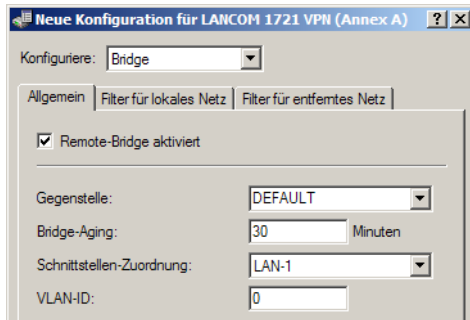 Neue Konfiguration für LANCOM 1721 VPN (Annex A)
Konfiguriere: Bridge
Allgemein Filter für lokales Netz Filter für entferntes Netz
Remote-Bridge aktiviert
Gegenstelle: DEFAULT
Bridge-Aging: 30 Minuten
Schnittstellen-Zuordnung: LAN-1
VLAN-ID: 0